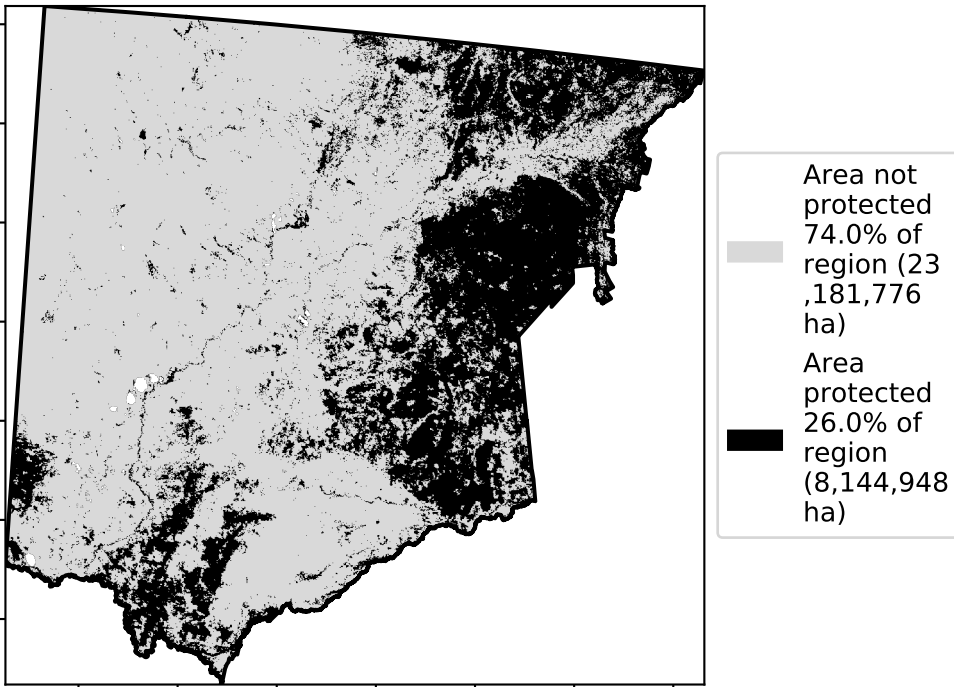 Area not
protected
74.0% of
region (23
,181,776
ha)
Area
protected
26.0% of
region
(8,144,948
ha)